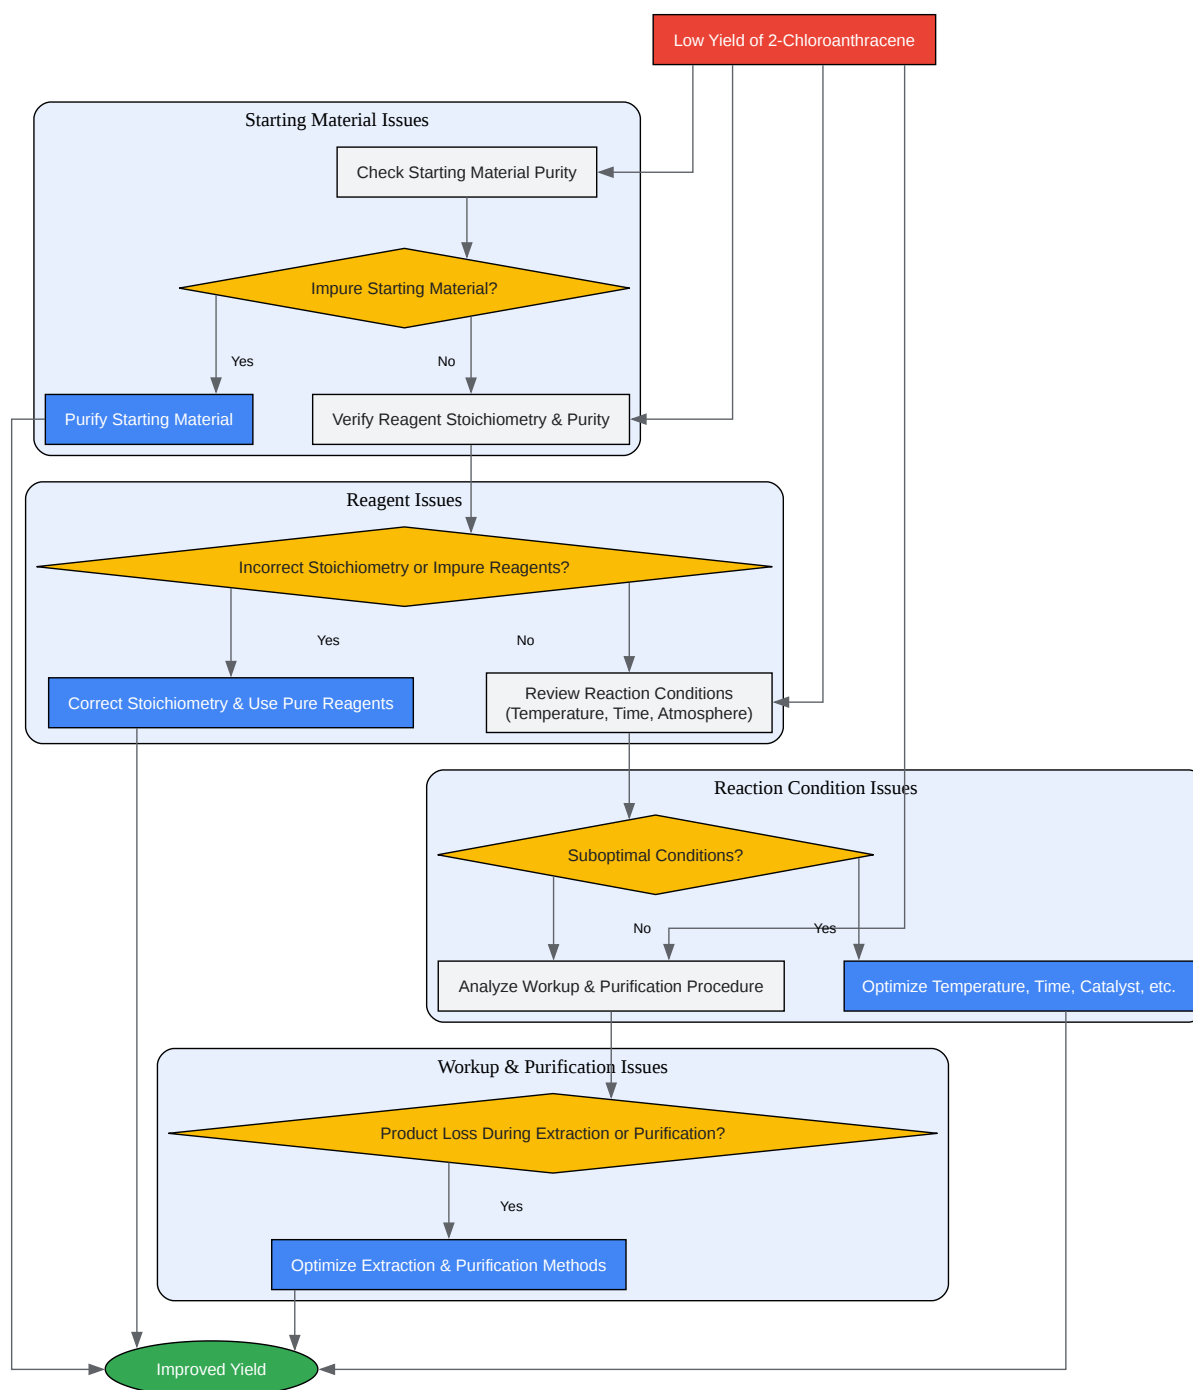 Low Yield of 2-Chloroanthracene
Starting Material Issues
Check Starting Material Purity
Impure Starting Material?
Yes
No
Purify Starting Material
Verify Reagent Stoichiometry & Purity
Reagent Issues
Incorrect Stoichiometry or Impure Reagents?
Yes
No
Correct Stoichiometry & Use Pure Reagents
Review Reaction Conditions
(Temperature, Time, Atmosphere)
Reaction Condition Issues
Suboptimal Conditions?
No
Yes
Analyze Workup & Purification Procedure
Optimize Temperature, Time, Catalyst, etc.
Workup & Purification Issues
Product Loss During Extraction or Purification?
Yes
Optimize Extraction & Purification Methods
Improved Yield